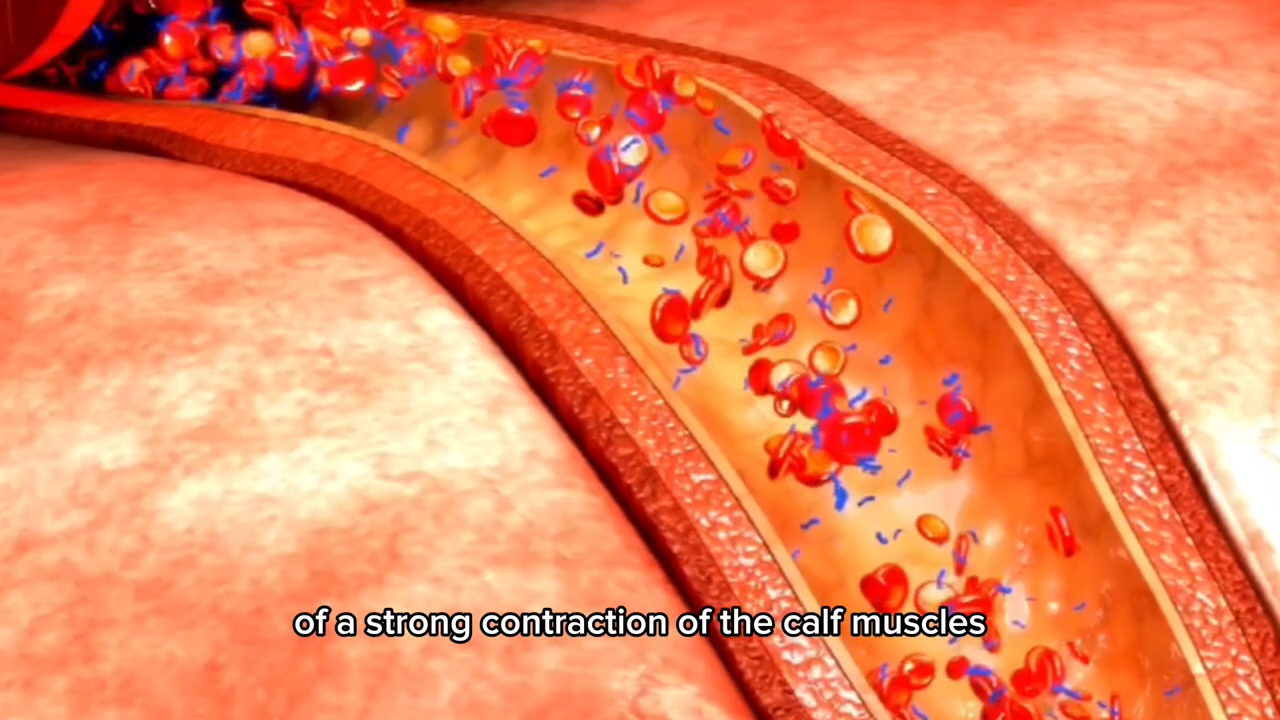 of a strong contraction of the calf muscles